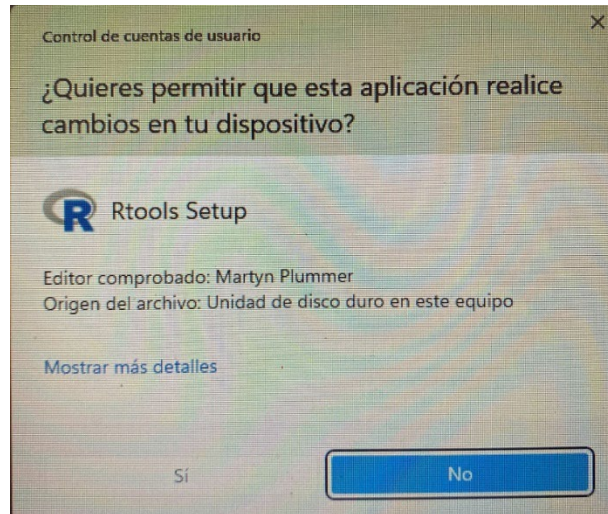 Control de cuentas de usuario
¿Quieres permitir que esta aplicación realice
cambios en tu dispositivo?
R Rtools Setup
Editor comprobado: Martyn Plummer
Origen del archivo: Unidad de disco duro en este equipo
Mostrar más detalles
Sí No